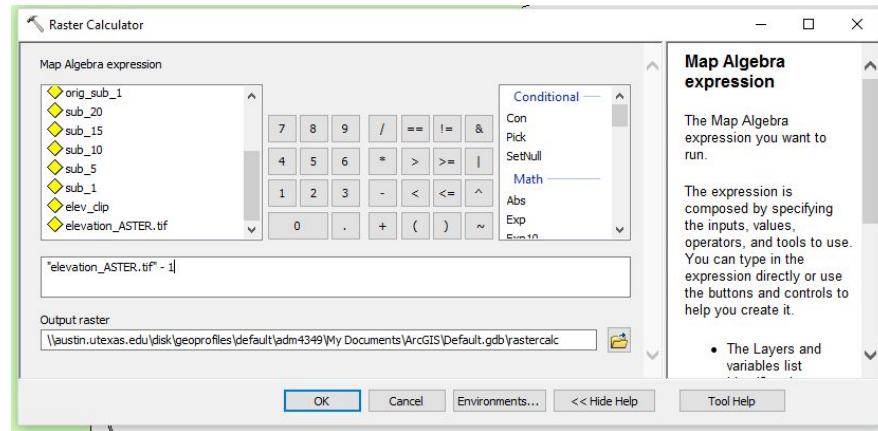 Raster Calculator
Map Algebra expression
orig_sub_1
sub_20
sub_15
sub_10
sub_5
sub_1
elev_clip
elevation_ASTER.tif
7 8 9 / == != &
4 5 6 * > >= |
1 2 3 - < <= ^
0 . + ( ) ~
Conditional
Con
Pick
SetNull
Math
Abs
Exp
Exp10
"elevation_ASTER.tif" - 1
Output raster
\\austin.utexas.edu\disk\geoprofiles\default\adm4349\My Documents\ArcGIS\Default.gdb\rastercalc
OK Cancel Environments... << Hide Help Tool Help
Map Algebra
expression
The Map Algebra
expression you want to
run.
The expression is
composed by specifying
the inputs, values,
operators, and tools to use.
You can type in the
expression directly or use
the buttons and controls to
help you create it.
• The Layers and
variables list